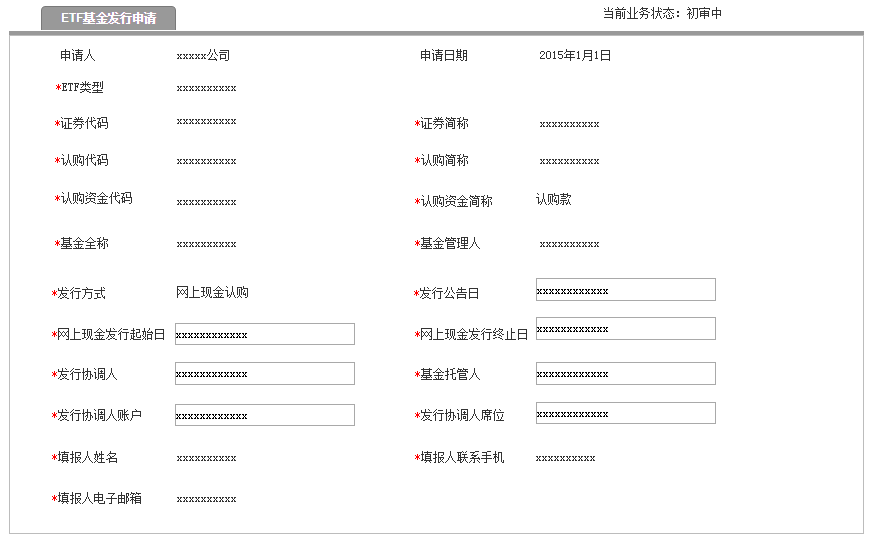 ETF基金发行申请 当前业务状态：初审中
申请人 xxxxx公司 申请日期 2015年1月1日
*ETF类型 xxxxxxxxxx
*证券代码 xxxxxxxxxx *证券简称 xxxxxxxxxx
*认购代码 xxxxxxxxxx *认购简称 xxxxxxxxxx
*认购资金代码 xxxxxxxxxx *认购资金简称 认购款
*基金全称 xxxxxxxxxx *基金管理人 xxxxxxxxxx
*发行方式 网上现金认购 *发行公告日 xxxxxxxxxxxx
*网上现金发行起始日 xxxxxxxxxxxx *网上现金发行终止日 xxxxxxxxxxxx
*发行协调人 xxxxxxxxxxxx *基金托管人 xxxxxxxxxxxx
*发行协调人账户 xxxxxxxxxxxx *发行协调人席位 xxxxxxxxxxxx
*填报人姓名 xxxxxxxxxx *填报人联系手机 xxxxxxxxxx
*填报人电子邮箱 xxxxxxxxxx